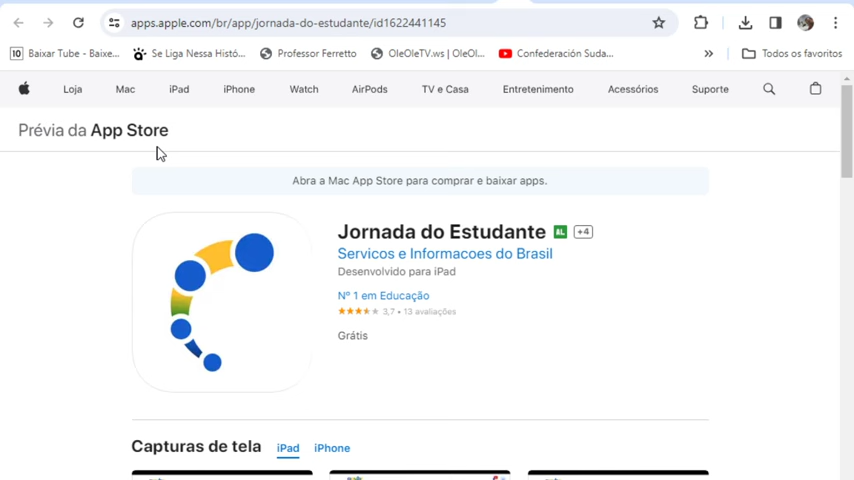 apps.apple.com/br/app/jornada-do-estudante/id1622441145
10 Baixar Tube - Baixe... Se Liga Nessa Histó... Professor Ferretto OleOleTV.ws | OleOl... Confederación Suda... » Todos os favoritos
Loja Mac iPad iPhone Watch AirPods TV e Casa Entretenimento Acessórios Suporte
Prévia da App Store
Abra a Mac App Store para comprar e baixar apps.
Jornada do Estudante AL +4
Servicos e Informacoes do Brasil
Desenvolvido para iPad
Nº 1 em Educação
3,7 • 13 avaliações
Grátis
Capturas de tela iPad iPhone